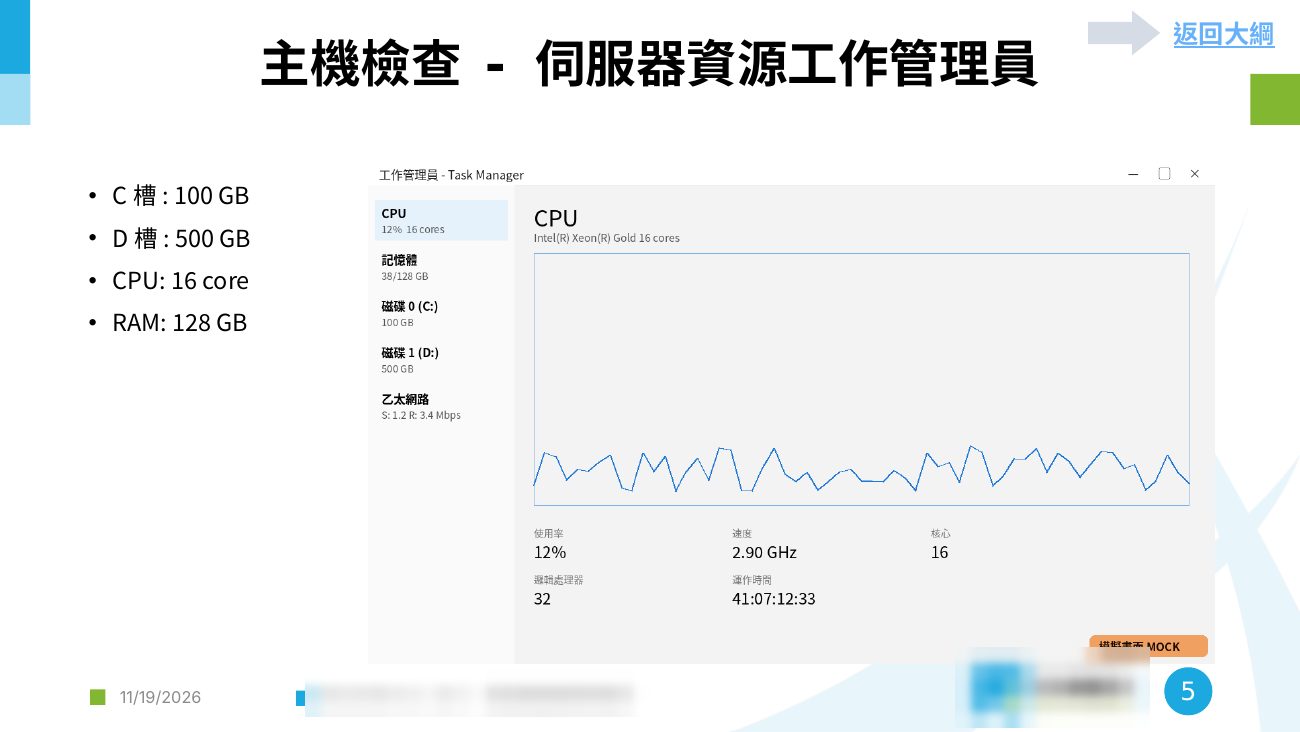 主機檢查 - 伺服器資源工作管理員
返回大綱
• C 槽 : 100 GB
• D 槽 : 500 GB
• CPU: 16 core
• RAM: 128 GB
工作管理員 - Task Manager
CPU
12% 16 cores
記憶體
38/128 GB
磁碟 0 (C:)
100 GB
磁碟 1 (D:)
500 GB
乙太網路
S: 1.2 R: 3.4 Mbps
CPU
Intel(R) Xeon(R) Gold 16 cores
使用率
速度
核心
12%
2.90 GHz
16
邏輯處理器
運作時間
32
41:07:12:33
模擬畫面 MOCK
11/19/2026
5